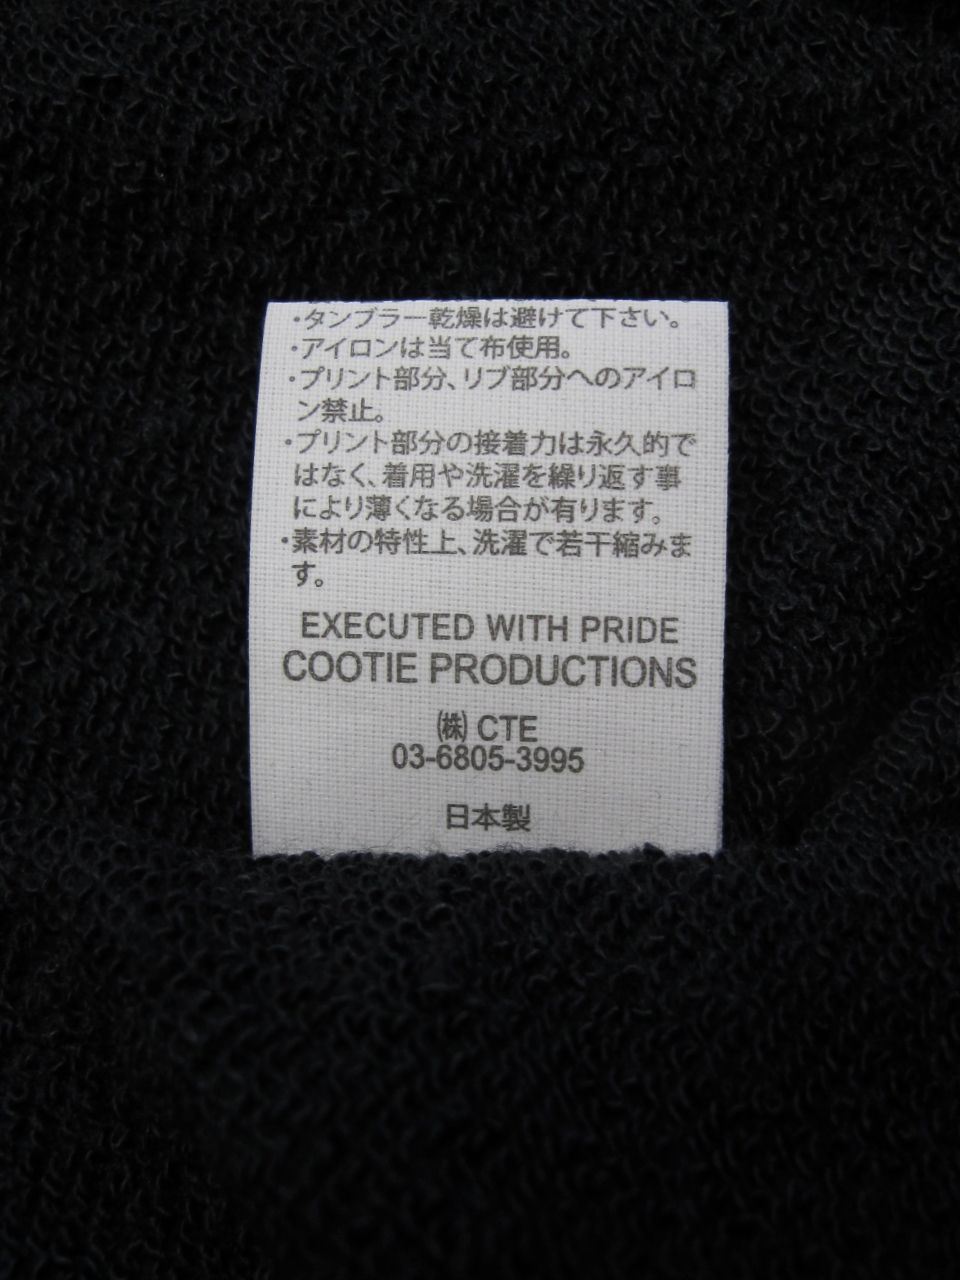 ・タンブラー乾燥は避けて下さい。
・アイロンは当て布使用。
・プリント部分、リブ部分へのアイロ
ン禁止。
・プリント部分の接着力は永久的で
はなく、着用や洗濯を繰り返す事
により薄くなる場合が有ります。
・素材の特性上、洗濯で若干縮みま
す。
EXECUTED WITH PRIDE
COOTIE PRODUCTIONS
㈱ CTE
03-6805-3995
日本製